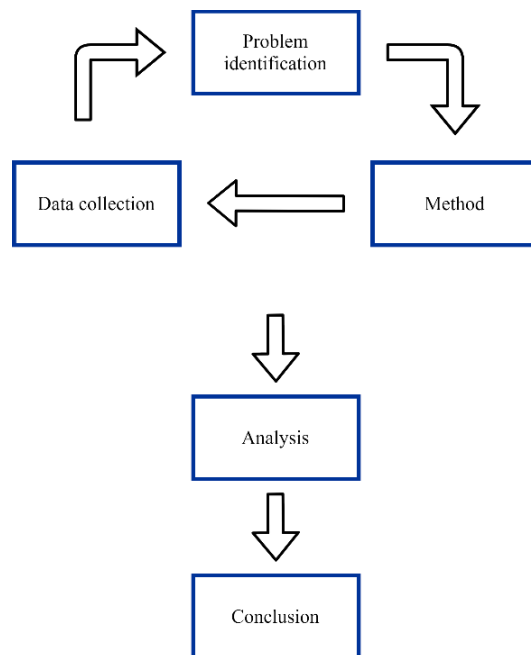 Problem
identification
Data collection
Method
Analysis
Conclusion